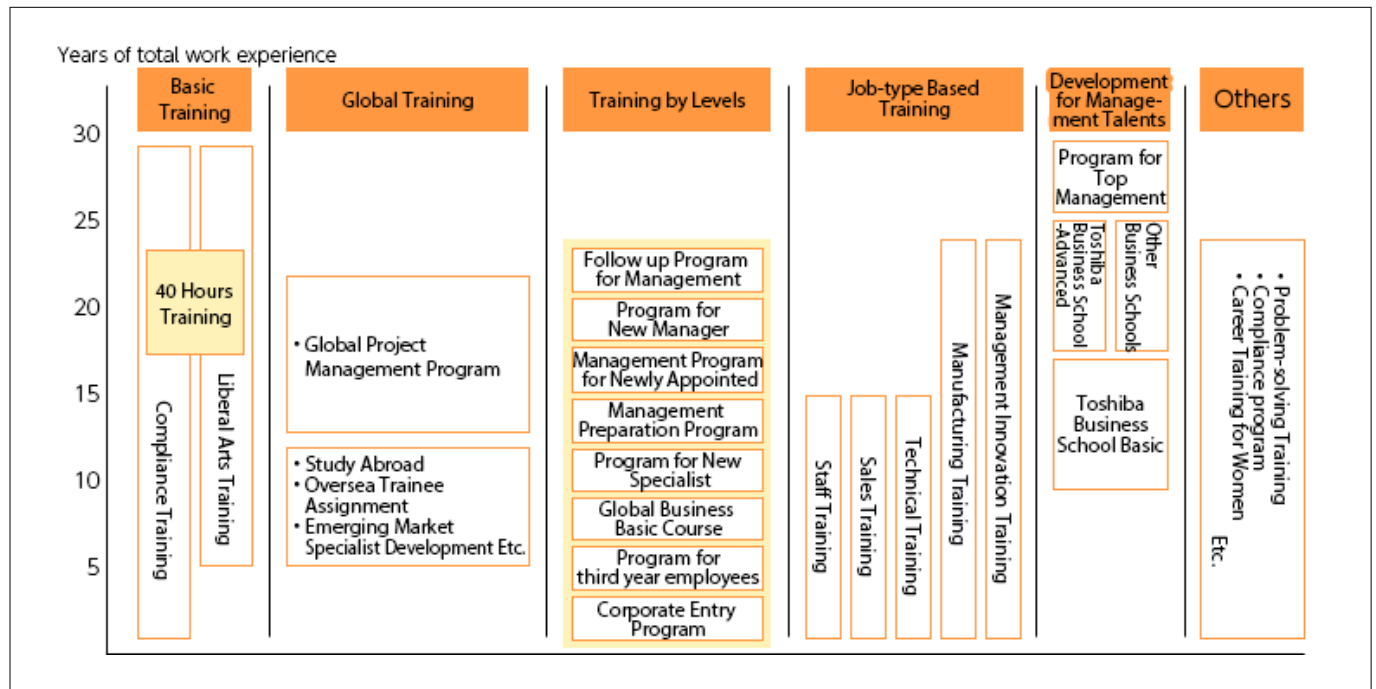 Years of total work experience
Basic
Training
Global Training
Training by Levels
Job-type Based
Training
Development
for Manage-
ment Talents
Others
30
25
20
15
10
5
40 Hours
Training
Compliance Training
Liberal Arts Training
• Global Project
Management Program
• Study Abroad
• Oversea Trainee
Assignment
• Emerging Market
Specialist Development Etc.
Follow up Program
for Management
Program for
New Manager
Management Program
for Newly Appointed
Management
Preparation Program
Program for New
Specialist
Global Business
Basic Course
Program for
third year employees
Corporate Entry
Program
Staff Training
Sales Training
Technical Training
Manufacturing Training
Management Innovation Training
Program for
Top
Management
Toshiba
Business School
-Advanced
Other
Business Schools
Toshiba
Business
School Basic
• Problem-solving Training
• Compliance program
• Career Training for Women
Etc.